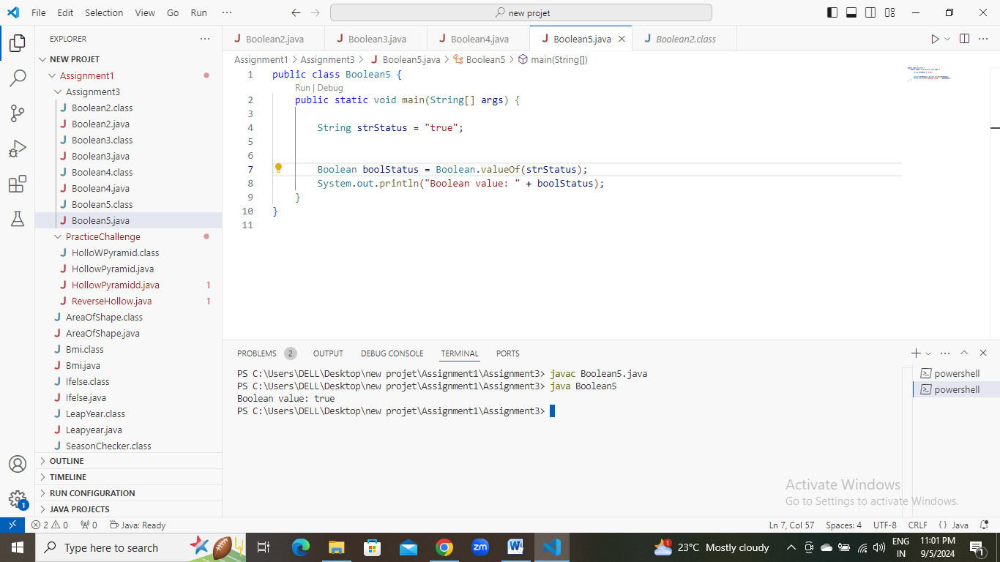 File Edit Selection View Go Run ··· new projet
EXPLORER ···
NEW PROJET
Assignment1
Assignment3
Boolean2.class
Boolean2.java
Boolean3.class
Boolean3.java
Boolean4.class
Boolean4.java
Boolean5.class
Boolean5.java
PracticeChallenge
HolloWPyramid.class
HollowPyramid.java
HollowPyramidd.java 1
ReverseHollow.java 1
AreaOfShape.class
AreaOfShape.java
Bmi.class
Bmi.java
Ifelse.class
Ifelse.java
LeapYear.class
Leapyear.java
SeasonChecker.class
OUTLINE
TIMELINE
RUN CONFIGURATION
JAVA PROJECTS
Boolean2.java Boolean3.java Boolean4.java Boolean5.java Boolean2.class
Assignment1 > Assignment3 > Boolean5.java > Boolean5 > main(String[])
1 public class Boolean5 {
Run | Debug
2 public static void main(String[] args) {
3
4 String strStatus = "true";
5
6
7 Boolean boolStatus = Boolean.valueOf(strStatus);
8 System.out.println("Boolean value: " + boolStatus);
9 }
10 }
11
PROBLEMS 2 OUTPUT DEBUG CONSOLE TERMINAL PORTS
PS C:\Users\DELL\Desktop\new projet\Assignment1\Assignment3> javac Boolean5.java
PS C:\Users\DELL\Desktop\new projet\Assignment1\Assignment3> java Boolean5
Boolean value: true
PS C:\Users\DELL\Desktop\new projet\Assignment1\Assignment3>
powershell
powershell
Activate Windows
Go to Settings to activate Windows.
1
2 0 0 Java: Ready Ln 7, Col 57 Spaces: 4 UTF-8 CRLF { } Java
Type here to search zm W 1 23°C Mostly cloudy ENG IN 11:01 PM 9/5/2024 1